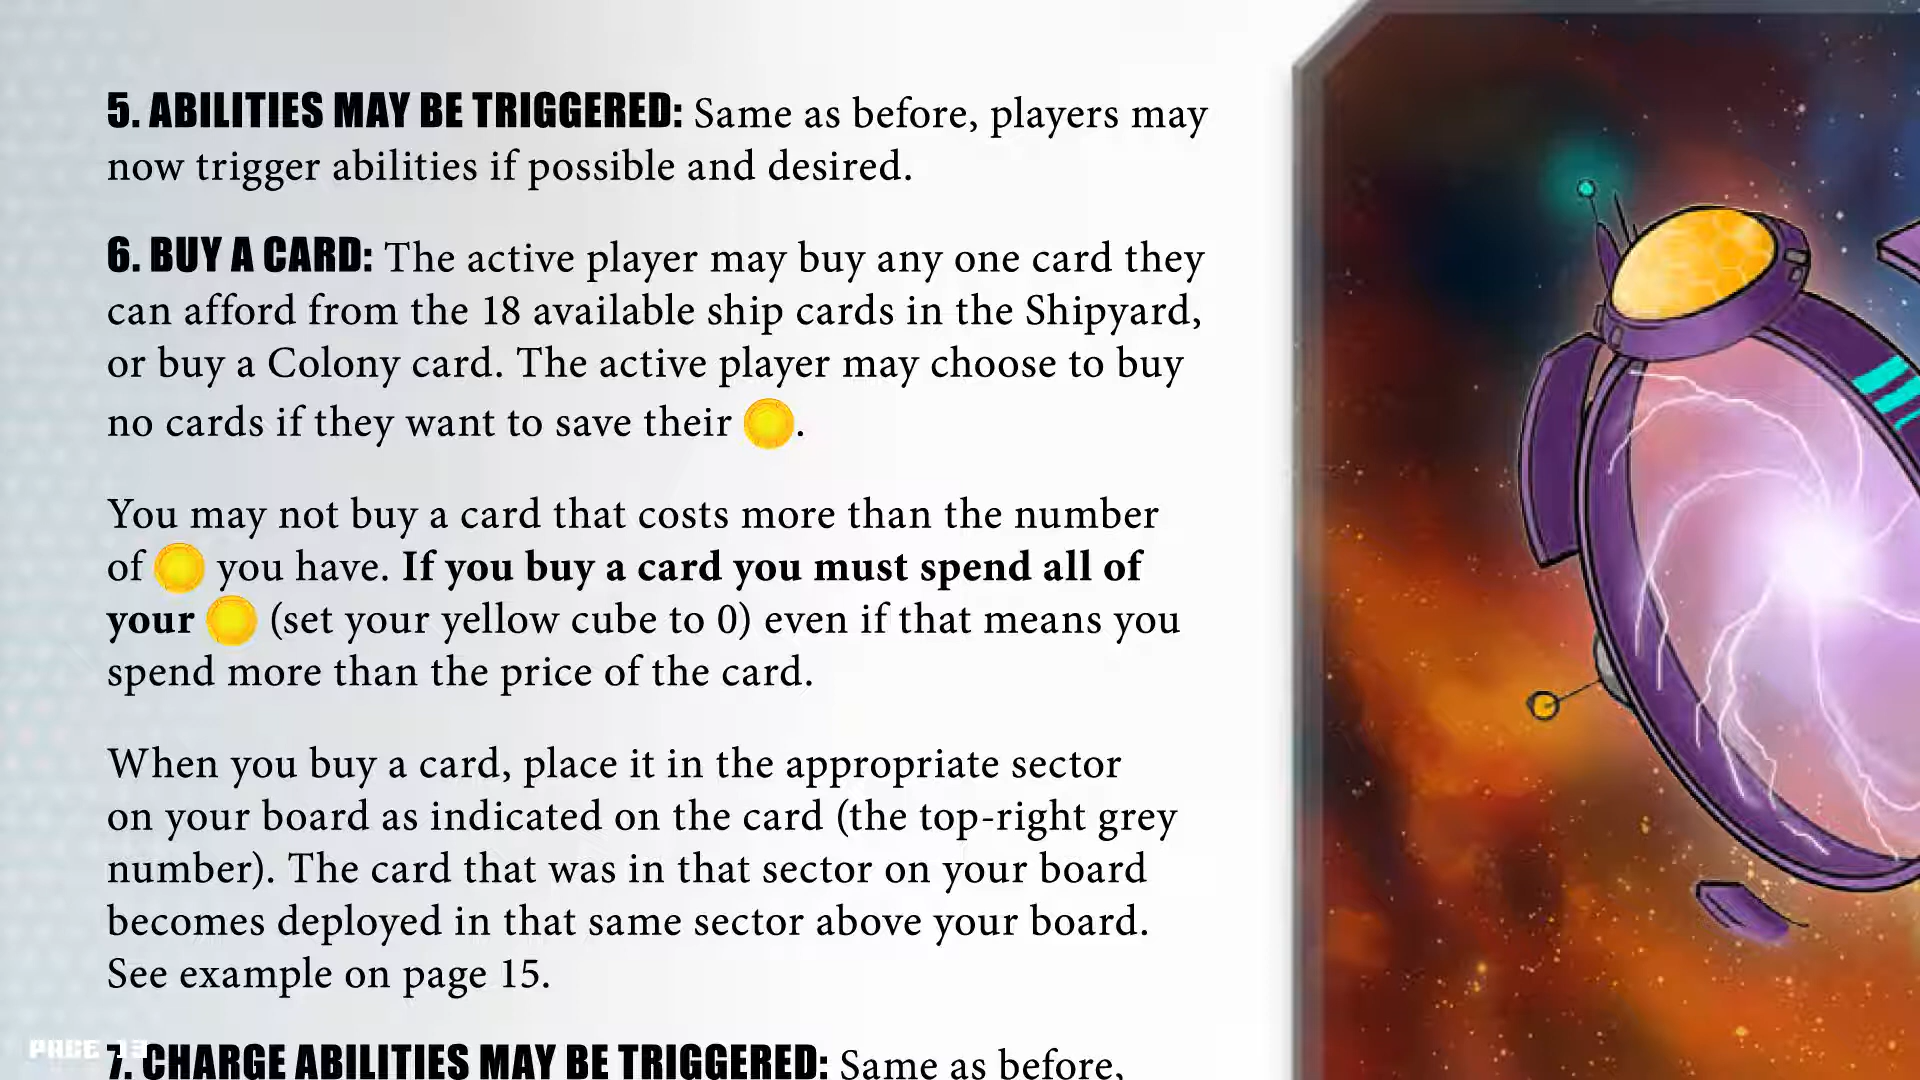 5. ABILITIES MAY BE TRIGGERED: Same as before, players may
now trigger abilities if possible and desired.
6. BUY A CARD: The active player may buy any one card they
can afford from the 18 available ship cards in the Shipyard,
or buy a Colony card. The active player may choose to buy
no cards if they want to save their .
You may not buy a card that costs more than the number
of you have. If you buy a card you must spend all of
your (set your yellow cube to 0) even if that means you
spend more than the price of the card.
When you buy a card, place it in the appropriate sector
on your board as indicated on the card (the top-right grey
number). The card that was in that sector on your board
becomes deployed in that same sector above your board.
See example on page 15.
7. CHARGE ABILITIES MAY BE TRIGGERED: Same as before,
PAGE